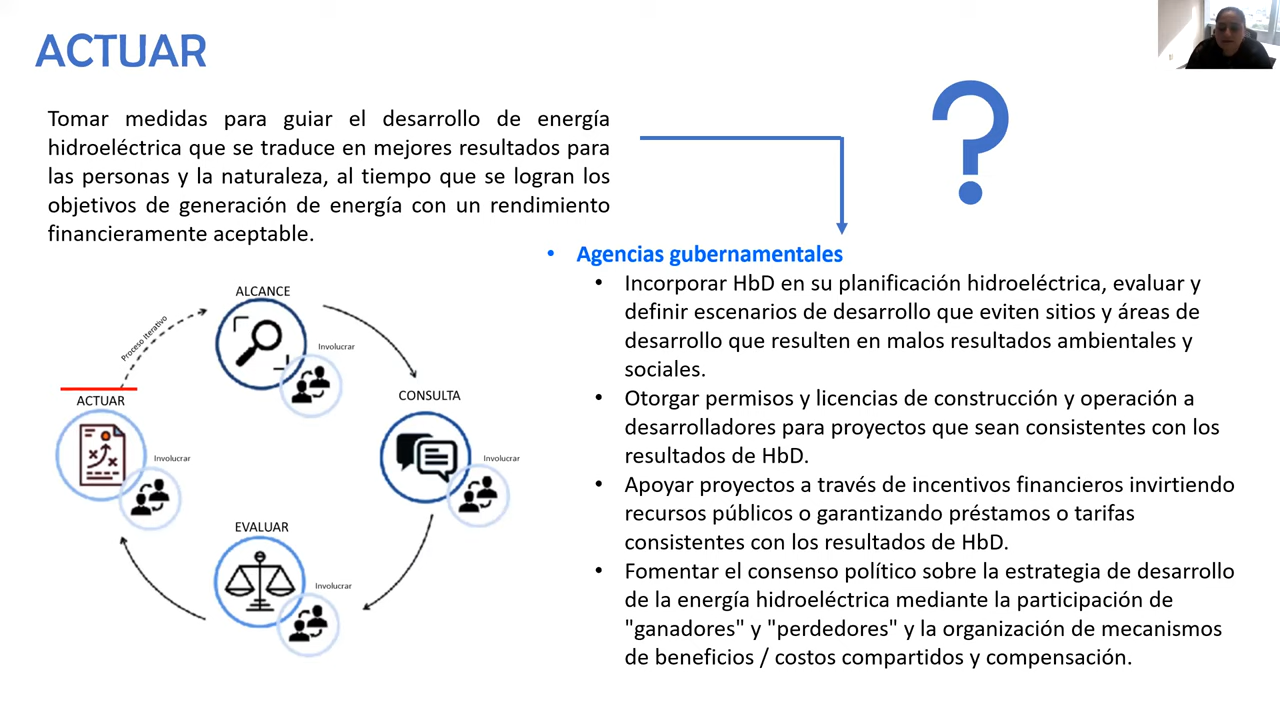 ACTUAR
Tomar medidas para guiar el desarrollo de energía
hidroeléctrica que se traduce en mejores resultados para
las personas y la naturaleza, al tiempo que se logran los
objetivos de generación de energía con un rendimiento
financieramente aceptable.
?
• Agencias gubernamentales
• Incorporar HbD en su planificación hidroeléctrica, evaluar y
definir escenarios de desarrollo que eviten sitios y áreas de
desarrollo que resulten en malos resultados ambientales y
sociales.
• Otorgar permisos y licencias de construcción y operación a
desarrolladores para proyectos que sean consistentes con los
resultados de HbD.
• Apoyar proyectos a través de incentivos financieros invirtiendo
recursos públicos o garantizando préstamos o tarifas
consistentes con los resultados de HbD.
• Fomentar el consenso político sobre la estrategia de desarrollo
de la energía hidroeléctrica mediante la participación de
"ganadores" y "perdedores" y la organización de mecanismos
de beneficios / costos compartidos y compensación.
ALCANCE
Involucrar
Proceso iterativo
CONSULTA
Involucrar
ACTUAR
Involucrar
EVALUAR
Involucrar